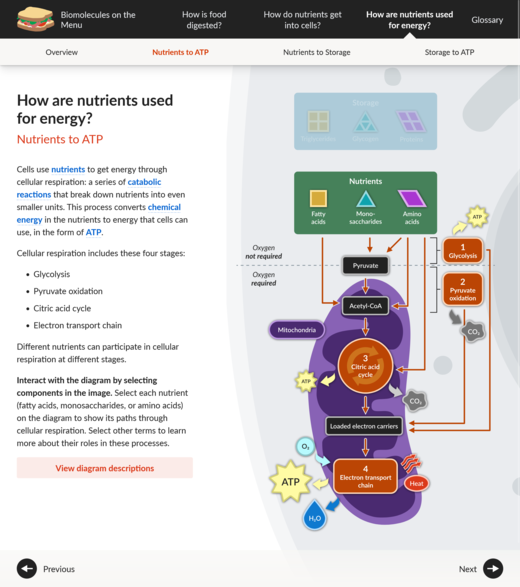 Biomolecules on the
Menu
How is food
digested?
How do nutrients get
into cells?
How are nutrients used
for energy?
Glossary
Overview
Nutrients to ATP
Nutrients to Storage
Storage to ATP
How are nutrients used
for energy?
Nutrients to ATP
Cells use nutrients to get energy through
cellular respiration: a series of catabolic
reactions that break down nutrients into even
smaller units. This process converts chemical
energy in the nutrients to energy that cells can
use, in the form of ATP.
Cellular respiration includes these four stages:
• Glycolysis
• Pyruvate oxidation
• Citric acid cycle
• Electron transport chain
Different nutrients can participate in cellular
respiration at different stages.
Interact with the diagram by selecting
components in the image. Select each nutrient
(fatty acids, monosaccharides, or amino acids)
on the diagram to show its paths through
cellular respiration. Select other terms to learn
more about their roles in these processes.
View diagram descriptions
Storage
Nutrients
Fatty
acids
Mono-
saccharides
Amino
acids
ATP
Oxygen
not required
Oxygen
required
1
Glycolysis
Pyruvate
2
Pyruvate
oxidation
Acetyl-CoA
CO₂
Mitochondria
3
Citric acid
cycle
ATP
CO₂
Loaded electron carriers
O₂
4
Electron transport
chain
ATP
Heat
H₂O
Previous
Next